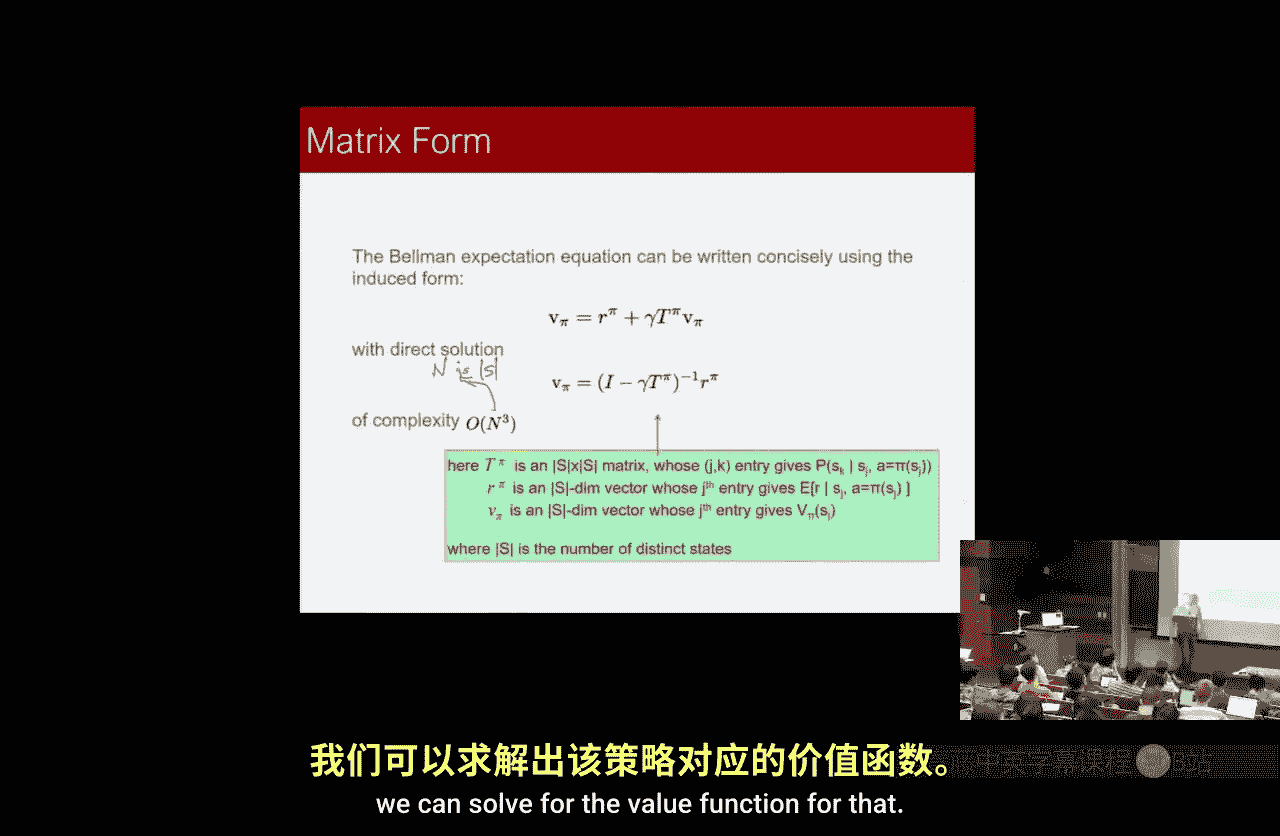 Matrix Form
The Bellman expectation equation can be written concisely using the
induced form:
v_π = r^π + γT^π v_π
with direct solution
N is |S|
v_π = (I − γT^π)^{-1} r^π
of complexity O(N³)
here T^π is an |S|x|S| matrix, whose (j,k) entry gives P(s_k | s_j, a=π(s_j))
r^π is an |S|-dim vector whose j^th entry gives E[r | s_j, a=π(s_j) ]
v_π is an |S|-dim vector whose j^th entry gives V_π(s_j)
where |S| is the number of distinct states
我们可以求解出该策略对应的价值函数。
we can solve for the value function for that.